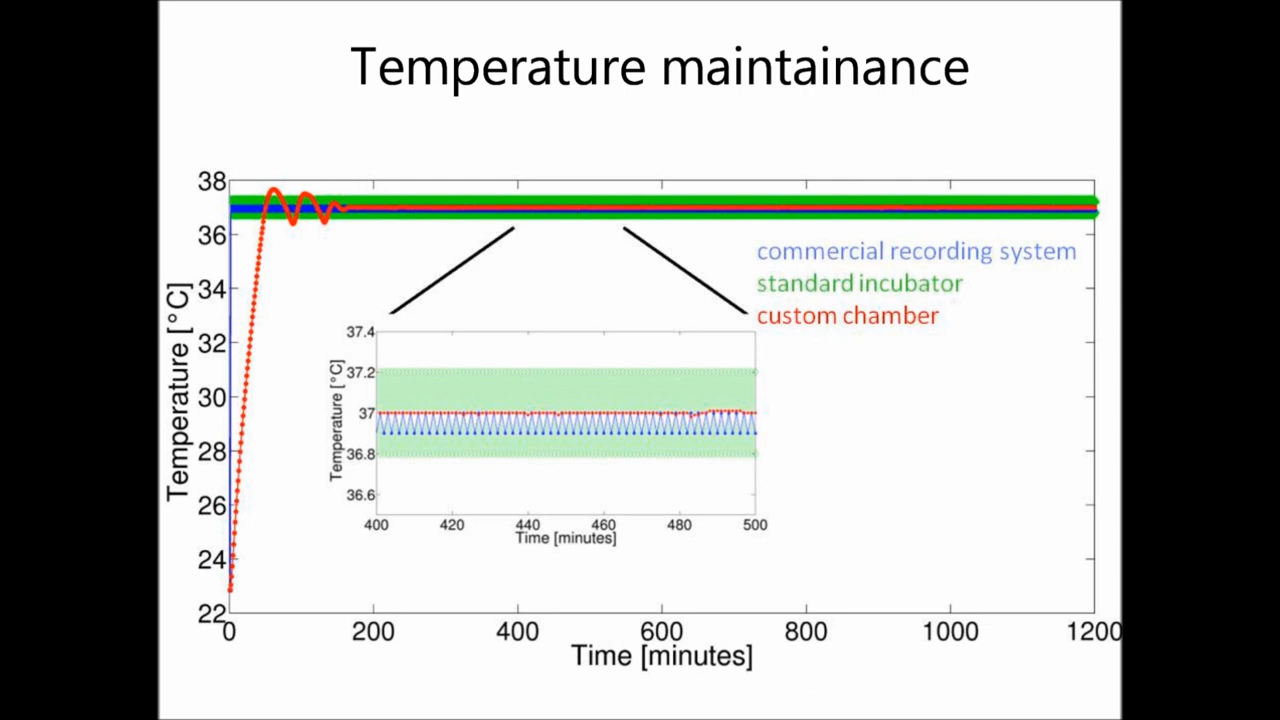 Temperature maintainance
38
36
34
32
30
28
26
24
22
Temperature [°C]
0 200 400 600 800 1000 1200
Time [minutes]
commercial recording system
standard incubator
custom chamber
37.4
37.2
37
36.8
36.6
Temperature [°C]
400 420 440 460 480 500
Time [minutes]